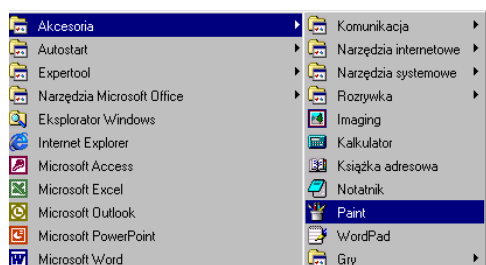 Akcesoria
Autostart
Expertool
Narzędzia Microsoft Office
Eksplorator Windows
Internet Explorer
Microsoft Access
Microsoft Excel
Microsoft Outlook
Microsoft PowerPoint
Microsoft Word
Komunikacja
Narzędzia internetowe
Narzędzia systemowe
Rozrywka
Imaging
Kalkulator
Książka adresowa
Notatnik
Paint
WordPad
Gry